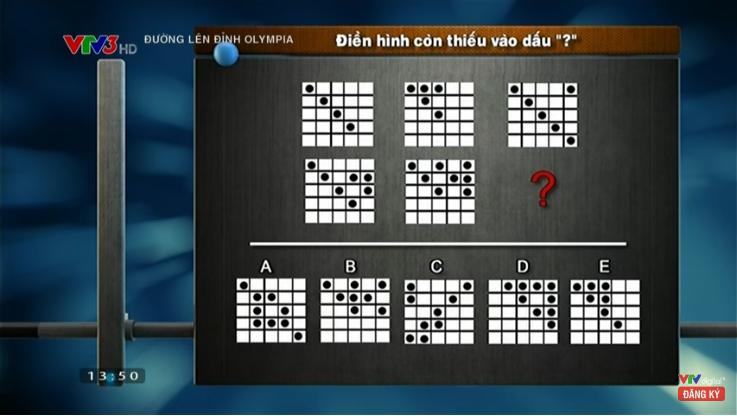 VTV3 HD
ĐƯỜNG LÊN ĐỈNH OLYMPIA
Điền hình còn thiếu vào dấu "?"
?
A B C D E
13:50
VTV digital
ĐĂNG KÝ